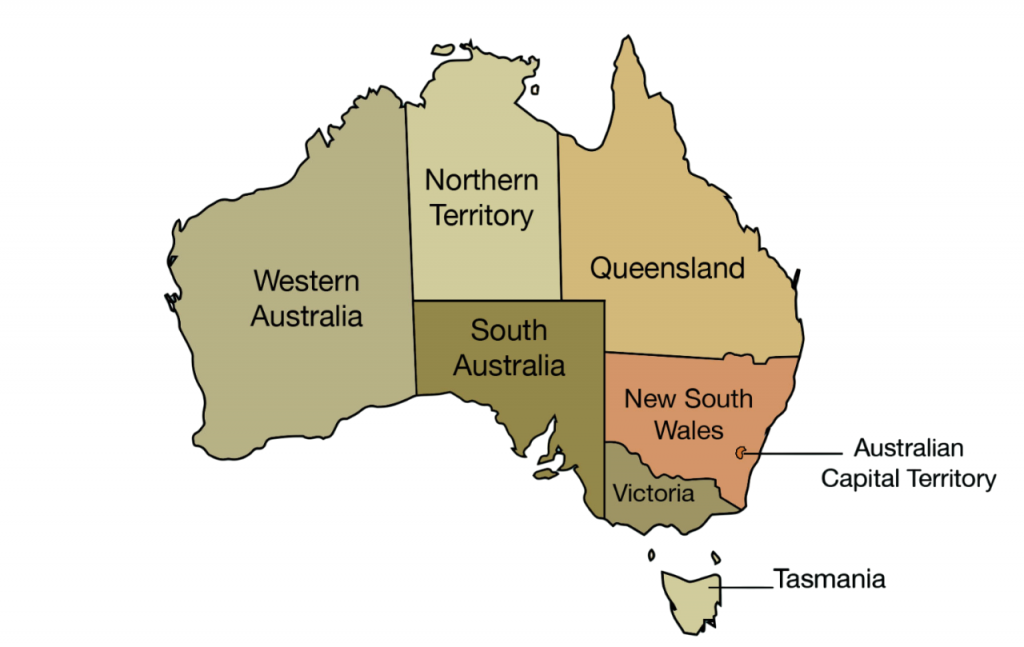 Northern
Territory
Western
Australia
Queensland
South
Australia
New South
Wales
Australian
Capital Territory
Victoria
Tasmania